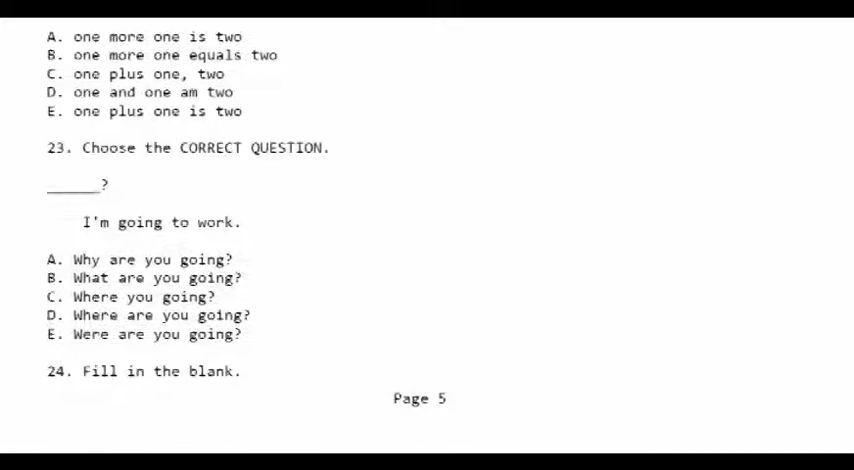 A. one more one is two
B. one more one equals two
C. one plus one, two
D. one and one am two
E. one plus one is two
23. Choose the CORRECT QUESTION.
______?
I'm going to work.
A. Why are you going?
B. What are you going?
C. Where you going?
D. Where are you going?
E. Were are you going?
24. Fill in the blank.
Page 5